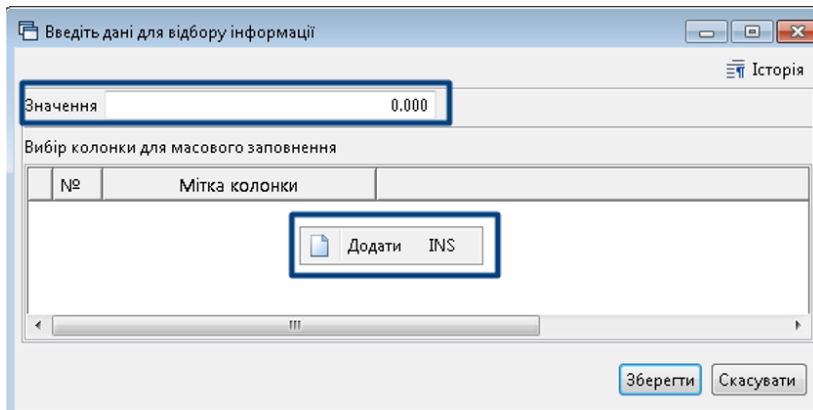 Введіть дані для відбору інформації
Історія
Значення 0.000
Вибір колонки для масового заповнення
№ Мітка колонки
Додати INS
Зберегти Скасувати